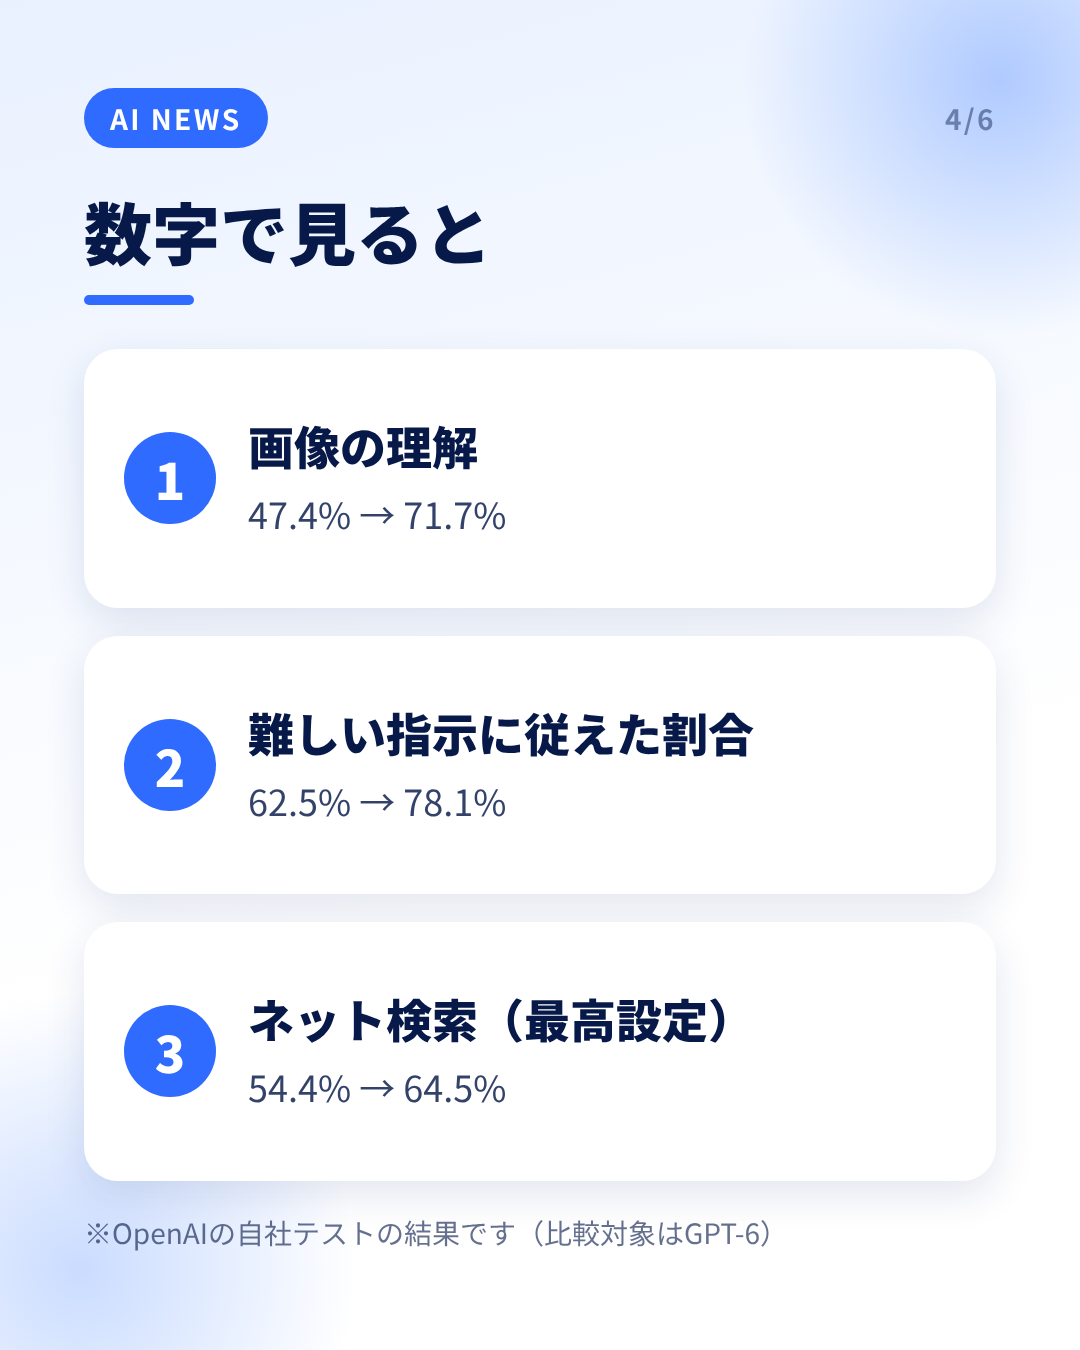 AI NEWS
4/6
数字で見ると
1
画像の理解
47.4% → 71.7%
2
難しい指示に従えた割合
62.5% → 78.1%
3
ネット検索（最高設定）
54.4% → 64.5%
※OpenAIの自社テストの結果です（比較対象はGPT-6）